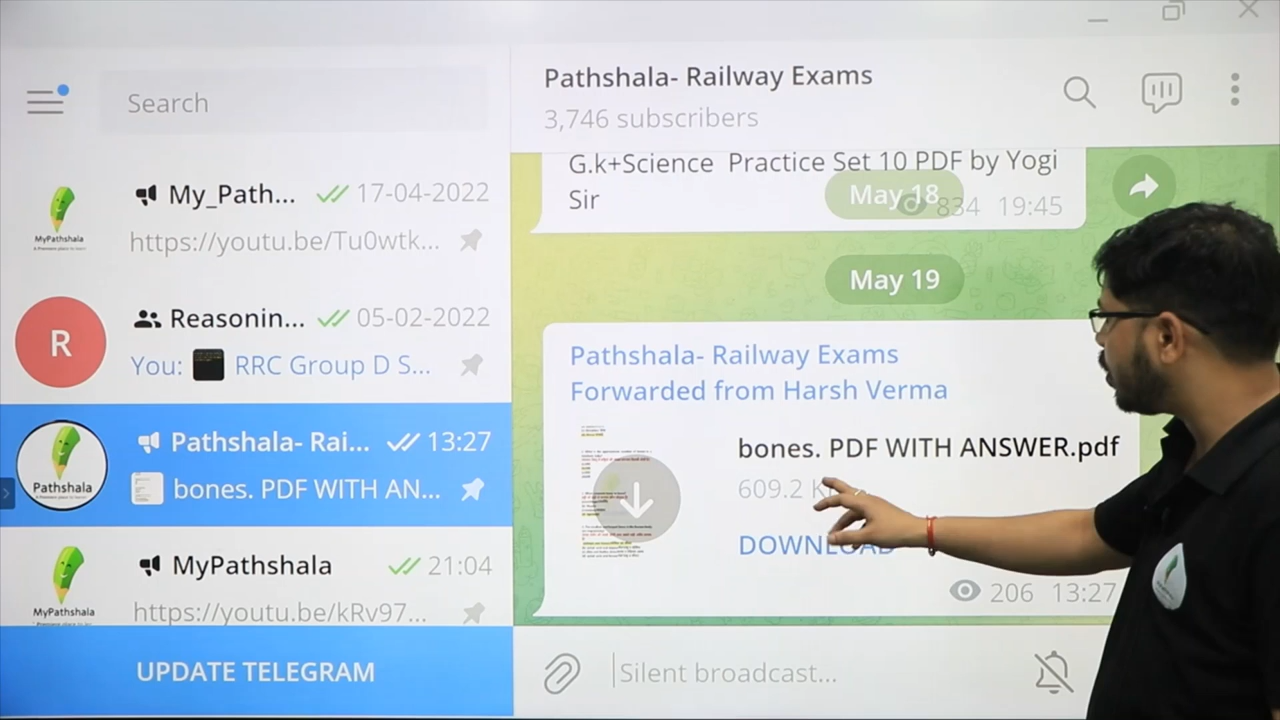 Search
My_Path...
17-04-2022
https://youtu.be/Tu0wtk...
MyPathshala
R
Reasonin...
05-02-2022
You: RRC Group D S...
Pathshala
Pathshala- Rai...
13:27
bones. PDF WITH AN...
MyPathshala
21:04
https://youtu.be/kRv97...
MyPathshala
UPDATE TELEGRAM
Pathshala- Railway Exams
3,746 subscribers
G.k+Science Practice Set 10 PDF by Yogi
Sir
May 18
834 19:45
May 19
Pathshala- Railway Exams
Forwarded from Harsh Verma
bones. PDF WITH ANSWER.pdf
609.2
DOWNLOAD
206 13:27
Silent broadcast...